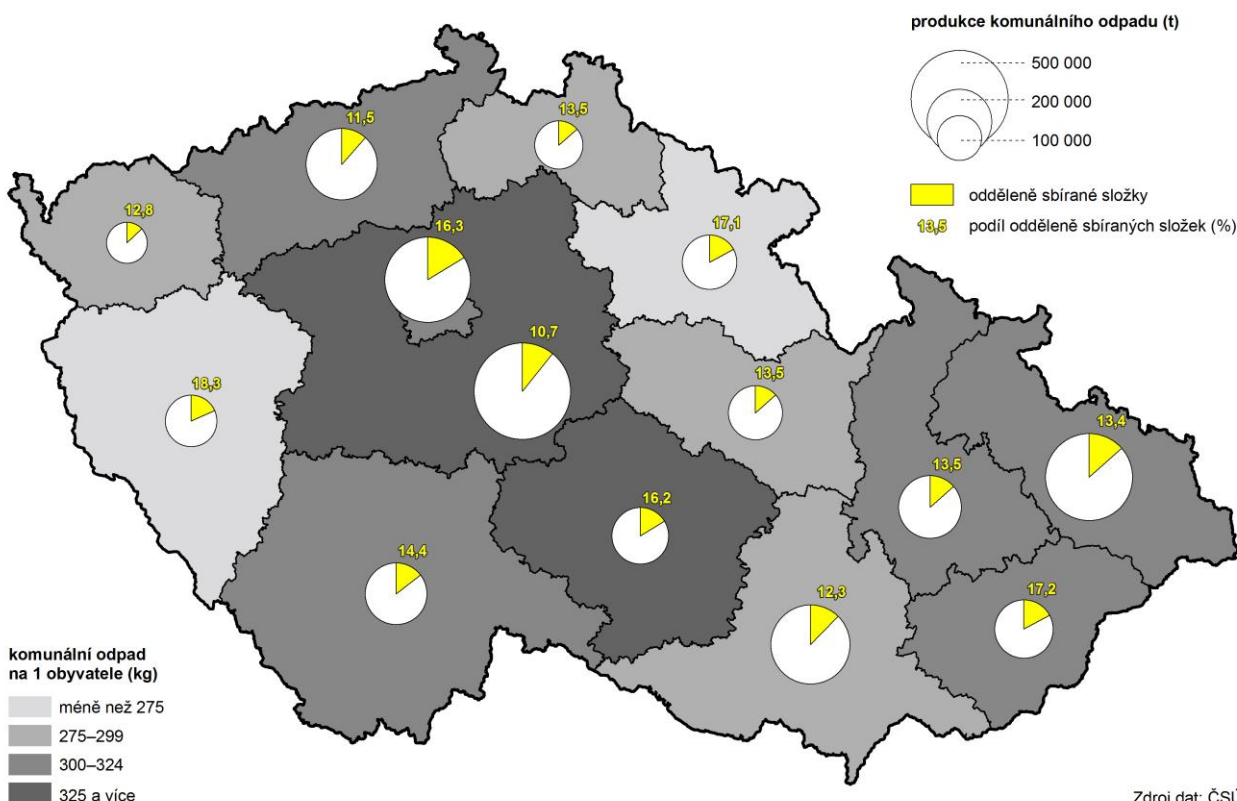 produkce komunálního odpadu (t)
500 000
200 000
100 000
odděleně sbírané složky
13,5 podíl odděleně sbíraných složek (%)
11,5
13,5
12,8
16,3
17,1
10,7
18,3
13,5
13,4
13,5
16,2
14,4
12,3
17,2
komunální odpad
na 1 obyvatele (kg)
méně než 275
275–299
300–324
325 a více
Zdroj dat: ČSÚ